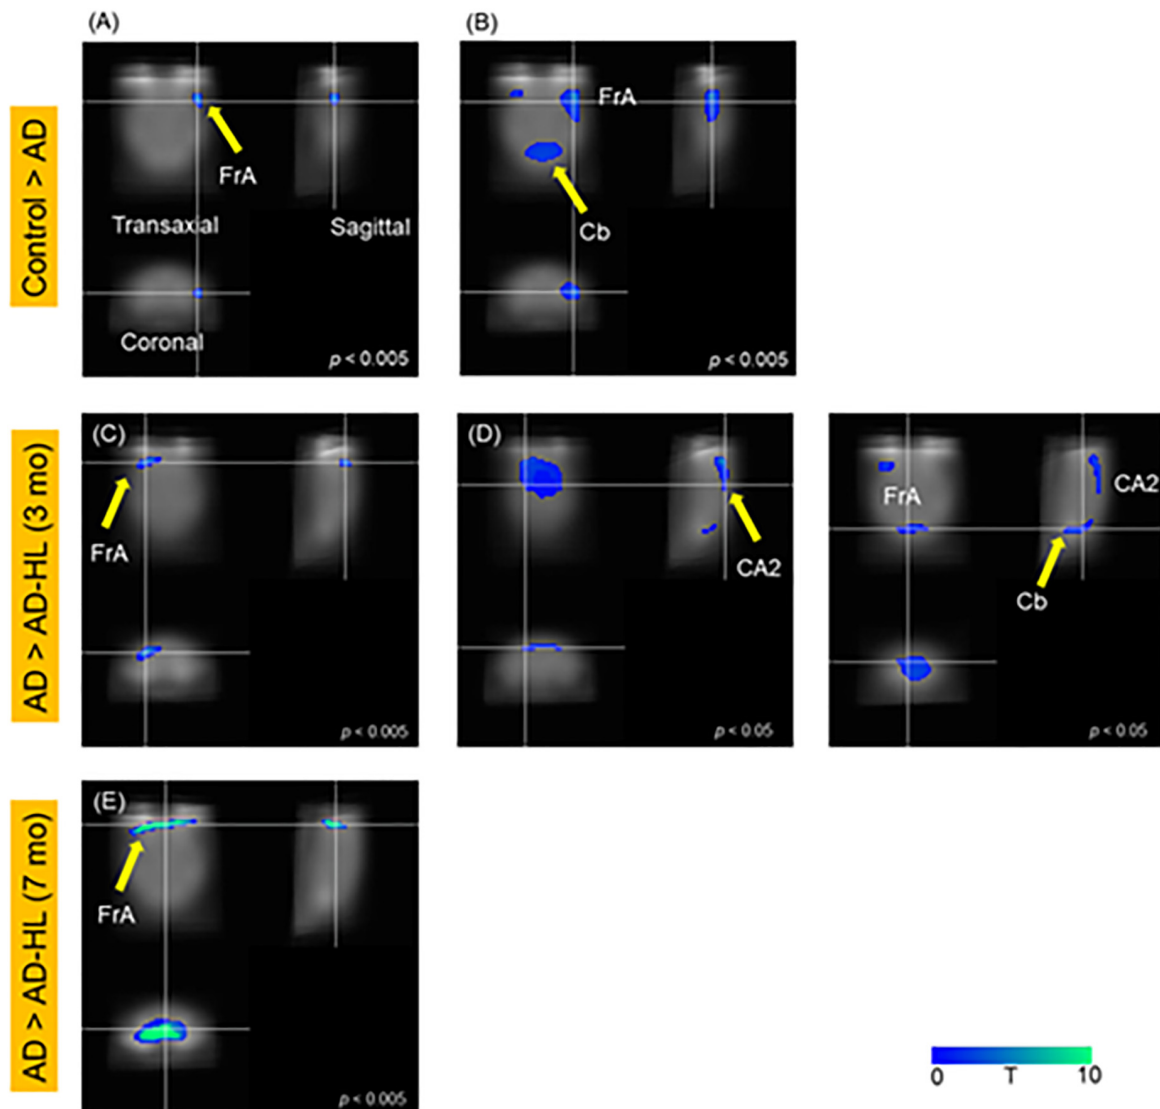 (A)
(B)
Control > AD
FrA
Transaxial
Sagittal
Coronal
p < 0.005
FrA
Cb
p < 0.005
AD > AD-HL (3 mo)
(C)
FrA
p < 0.005
(D)
CA2
p < 0.05
FrA
CA2
Cb
p < 0.05
AD > AD-HL (7 mo)
(E)
FrA
p < 0.005
0 T 10